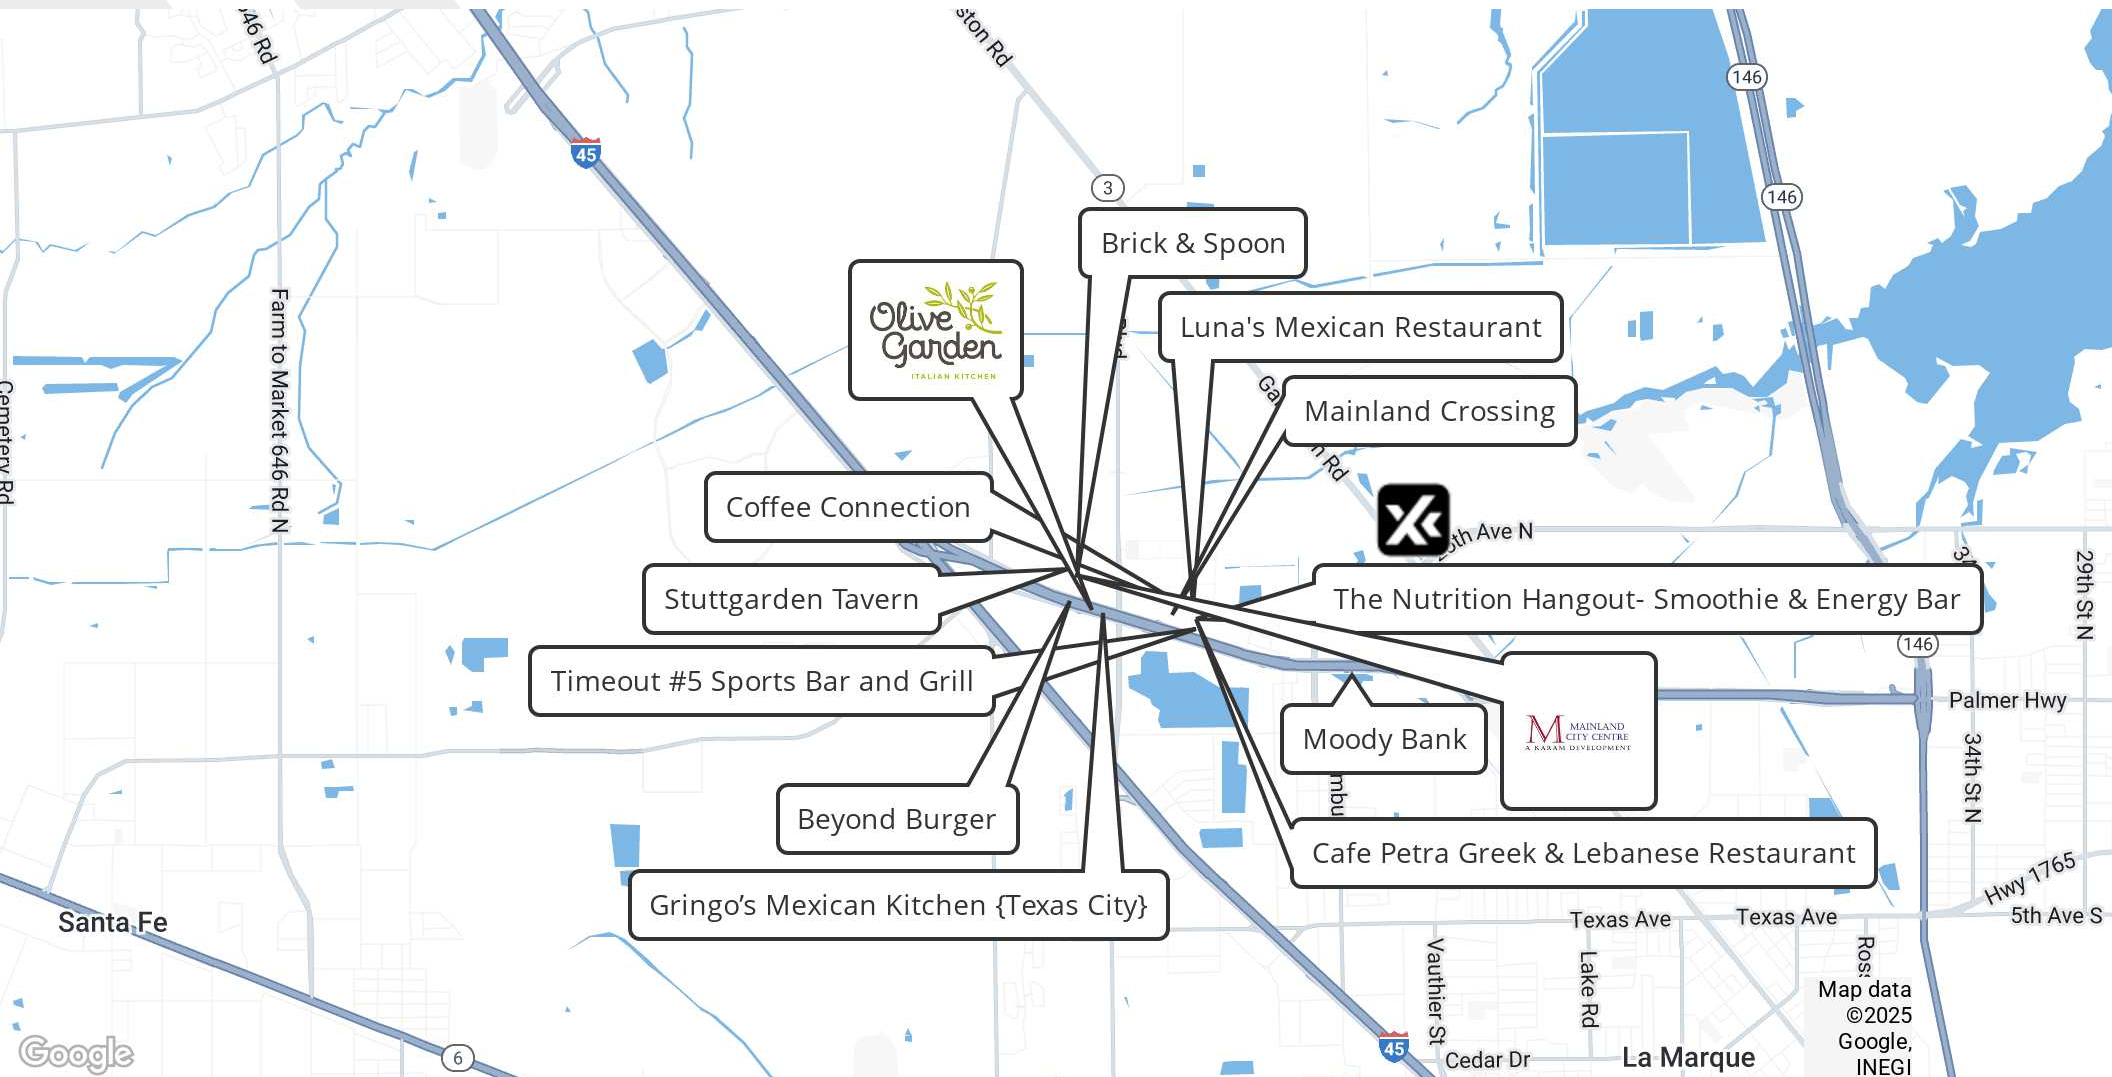 646 Rd
45
ston Rd
146
3
146
Brick & Spoon
Olive Garden
ITALIAN KITCHEN
Luna's Mexican Restaurant
Mainland Crossing
Farm to Market 646 Rd N
Cemetery Rd
Coffee Connection
Stuttgarden Tavern
The Nutrition Hangout- Smoothie & Energy Bar
29th St N
146
Timeout #5 Sports Bar and Grill
Palmer Hwy
M MAINLAND
CITY CENTRE
A KARAM DEVELOPMENT
Moody Bank
34th St N
Beyond Burger
Cafe Petra Greek & Lebanese Restaurant
Hwy 1765
Gringo’s Mexican Kitchen {Texas City}
Santa Fe
Texas Ave
Texas Ave
5th Ave S
Vauthier St
Lake Rd
Map data
©2025
Google,
INEGI
Google
6
45
Cedar Dr
La Marque